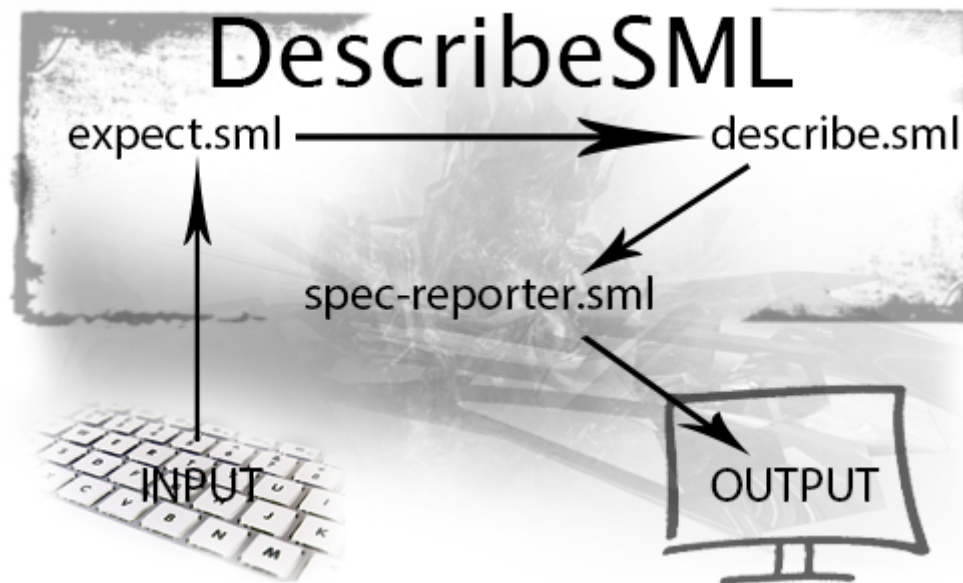 DescribeSML
expect.sml
describe.sml
spec-reporter.sml
INPUT
OUTPUT